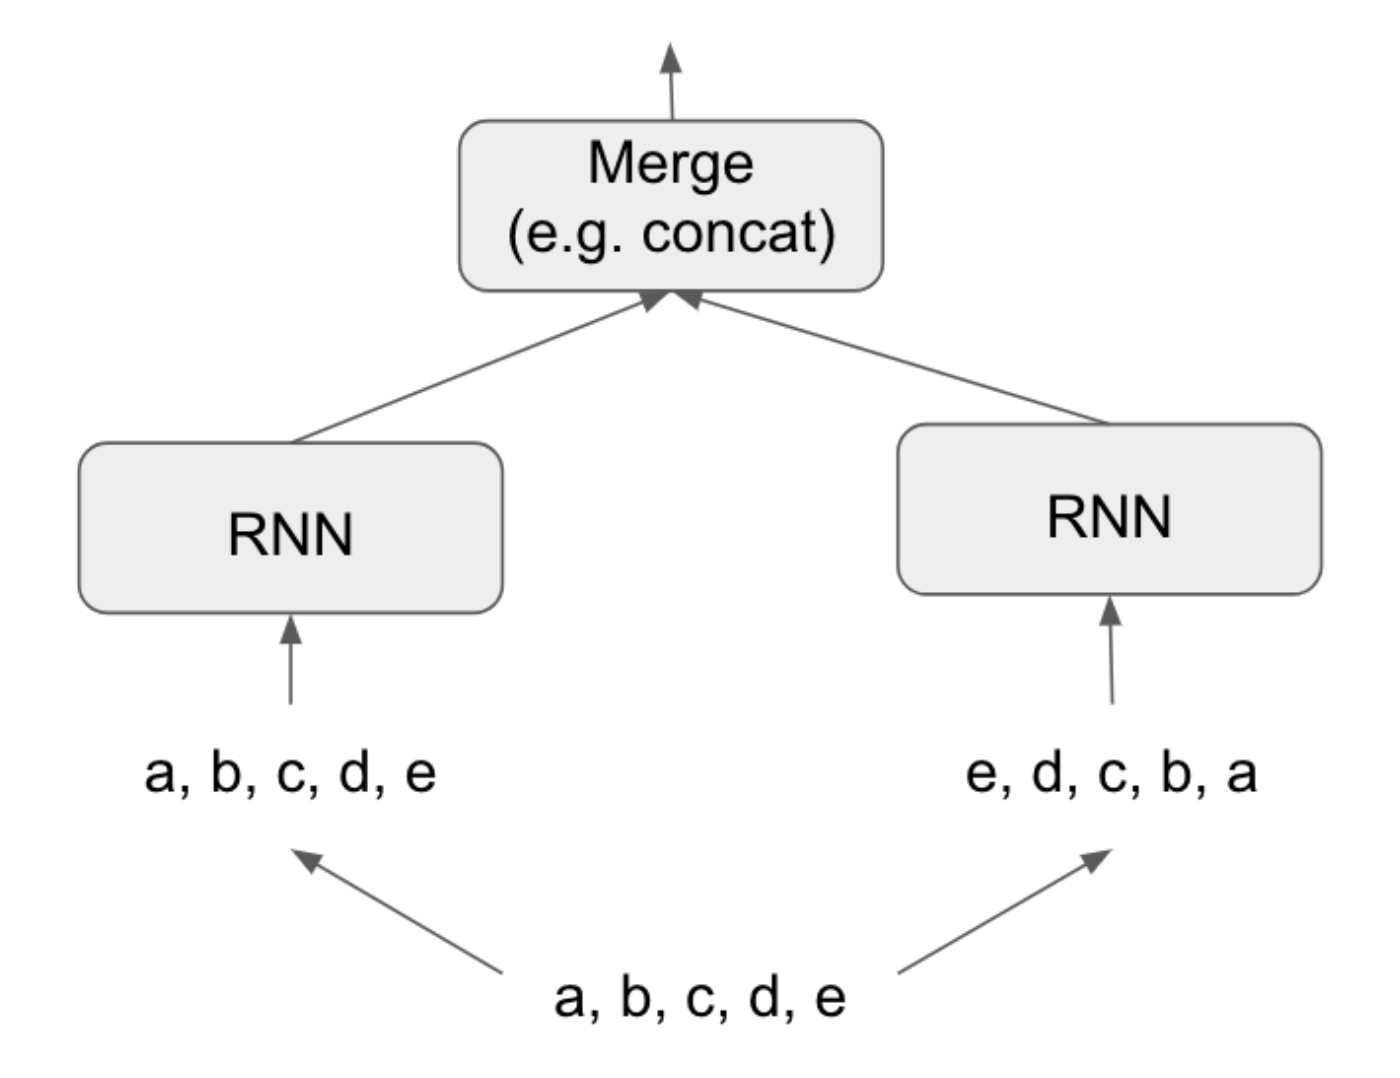 Merge
(e.g. concat)
RNN
RNN
a, b, c, d, e
e, d, c, b, a
a, b, c, d, e